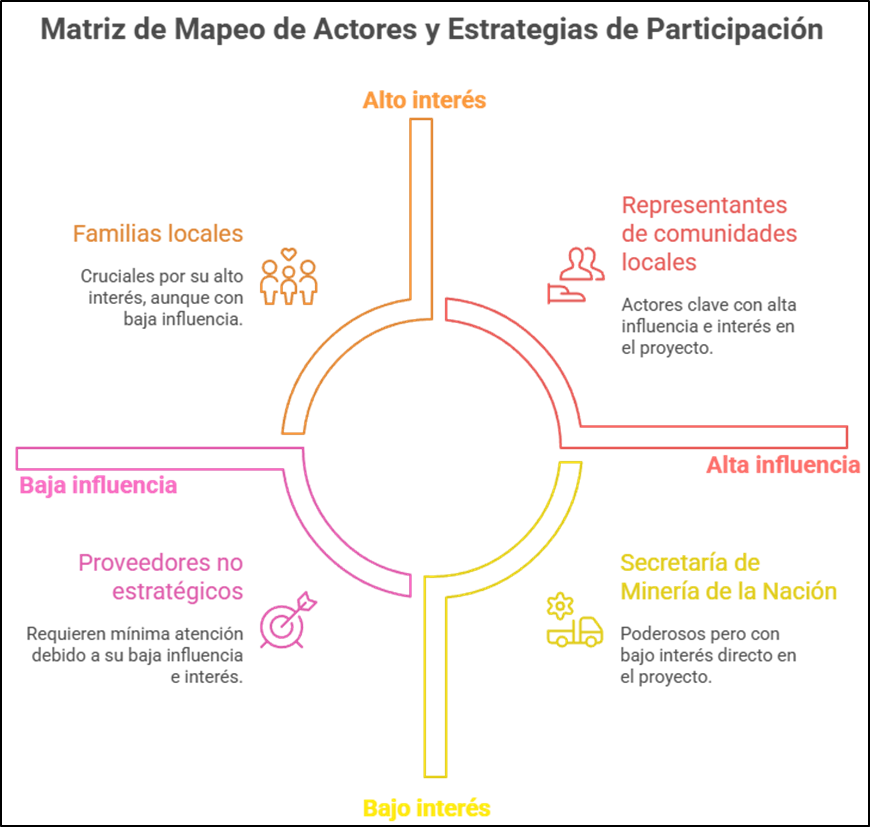 Matriz de Mapeo de Actores y Estrategias de Participación
Alto interés
Familias locales
Cruciales por su alto
interés, aunque con
baja influencia.
Representantes
de comunidades
locales
Actores clave con alta
influencia e interés en
el proyecto.
Baja influencia
Alta influencia
Proveedores no
estratégicos
Requieren mínima atención
debido a su baja influencia
e interés.
Secretaría de
Minería de la Nación
Poderosos pero con
bajo interés directo en
el proyecto.
Bajo interés